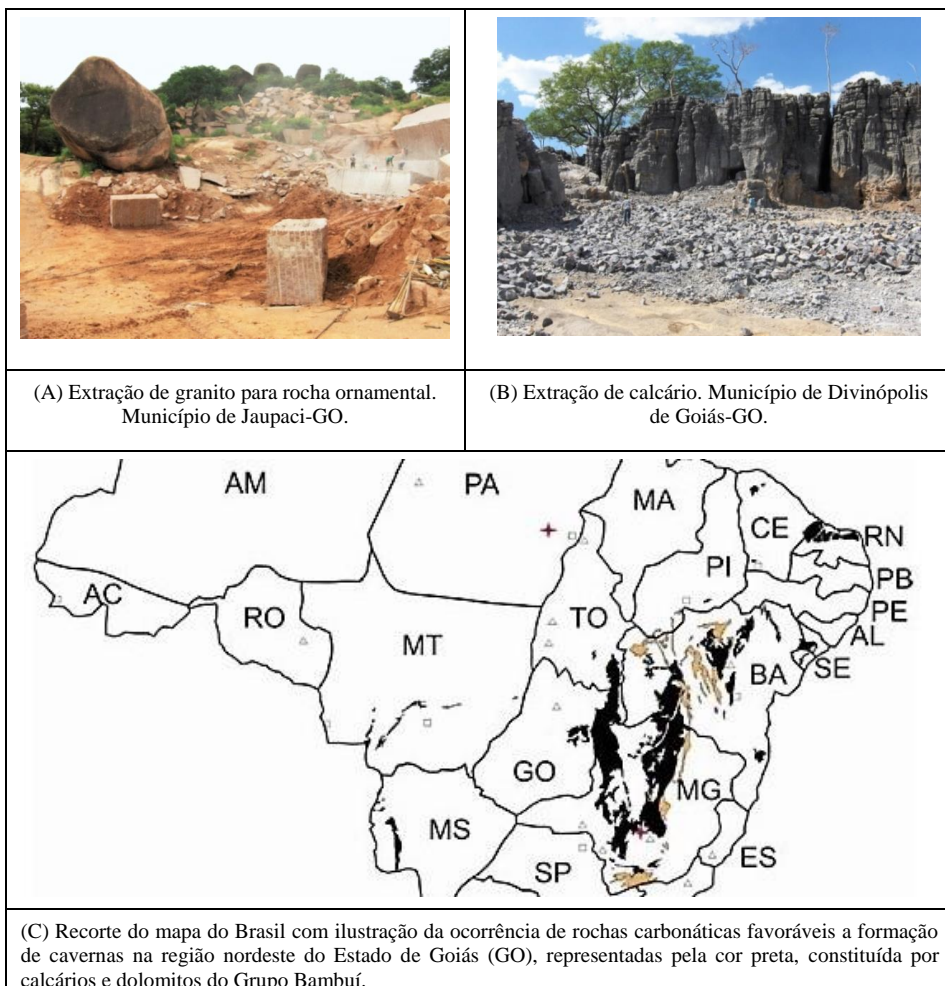 (A) Extração de granito para rocha ornamental.
Município de Jaupaci-GO.
(B) Extração de calcário. Município de Divinópolis
de Goiás-GO.
AM
PA
MA
CE
RN
PI
PB
AC
PE
RO
TO
AL
MT
SE
BA
GO
MG
MS
ES
SP
(C) Recorte do mapa do Brasil com ilustração da ocorrência de rochas carbonáticas favoráveis a formação
de cavernas na região nordeste do Estado de Goiás (GO), representadas pela cor preta, constituída por
calcários e dolomitos do Grupo Bambuí.